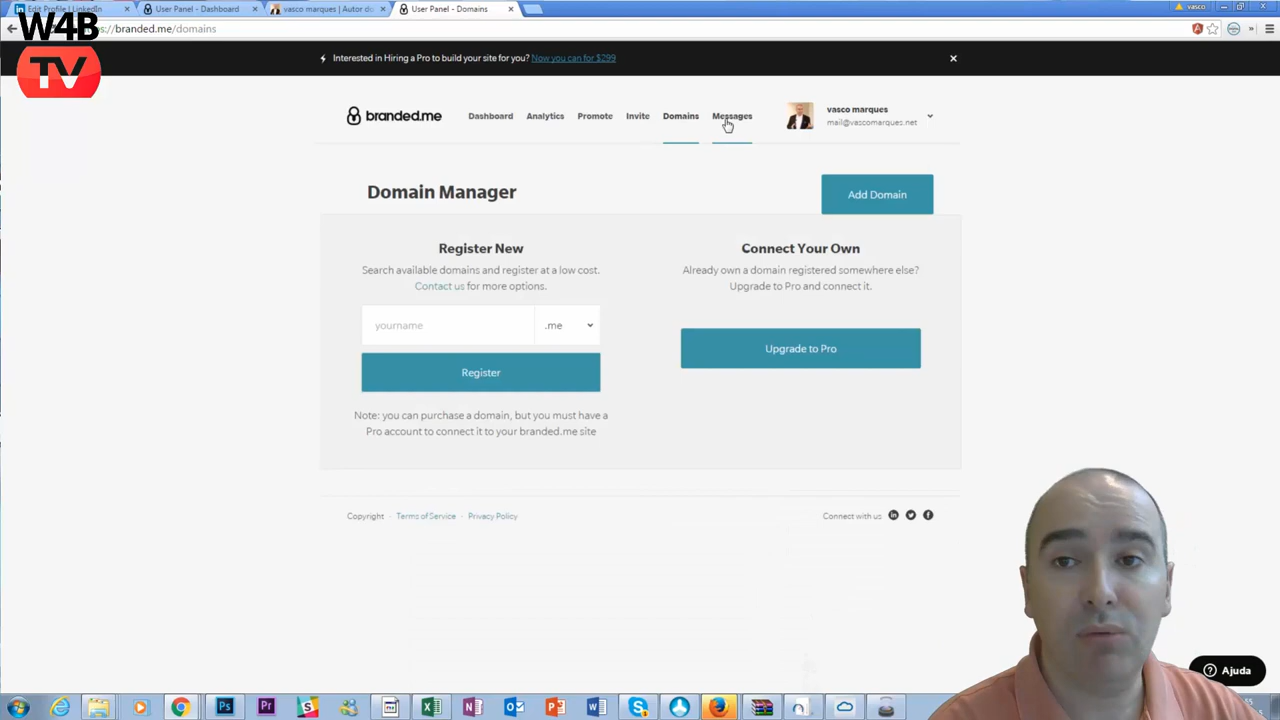 Edit Profile | LinkedIn
User Panel - Dashboard
vasco marques | Autor do
User Panel - Domains
vasco
W4B
TV
://branded.me/domains
Interested in Hiring a Pro to build your site for you? Now you can for $299
branded.me
Dashboard
Analytics
Promote
Invite
Domains
Messages
vasco marques
mail@vascomarques.net
Domain Manager
Add Domain
Register New
Search available domains and register at a low cost.
Contact us for more options.
yourname
.me
Register
Note: you can purchase a domain, but you must have a
Pro account to connect it to your branded.me site
Connect Your Own
Already own a domain registered somewhere else?
Upgrade to Pro and connect it.
Upgrade to Pro
Copyright - Terms of Service - Privacy Policy
Connect with us
Ajuda